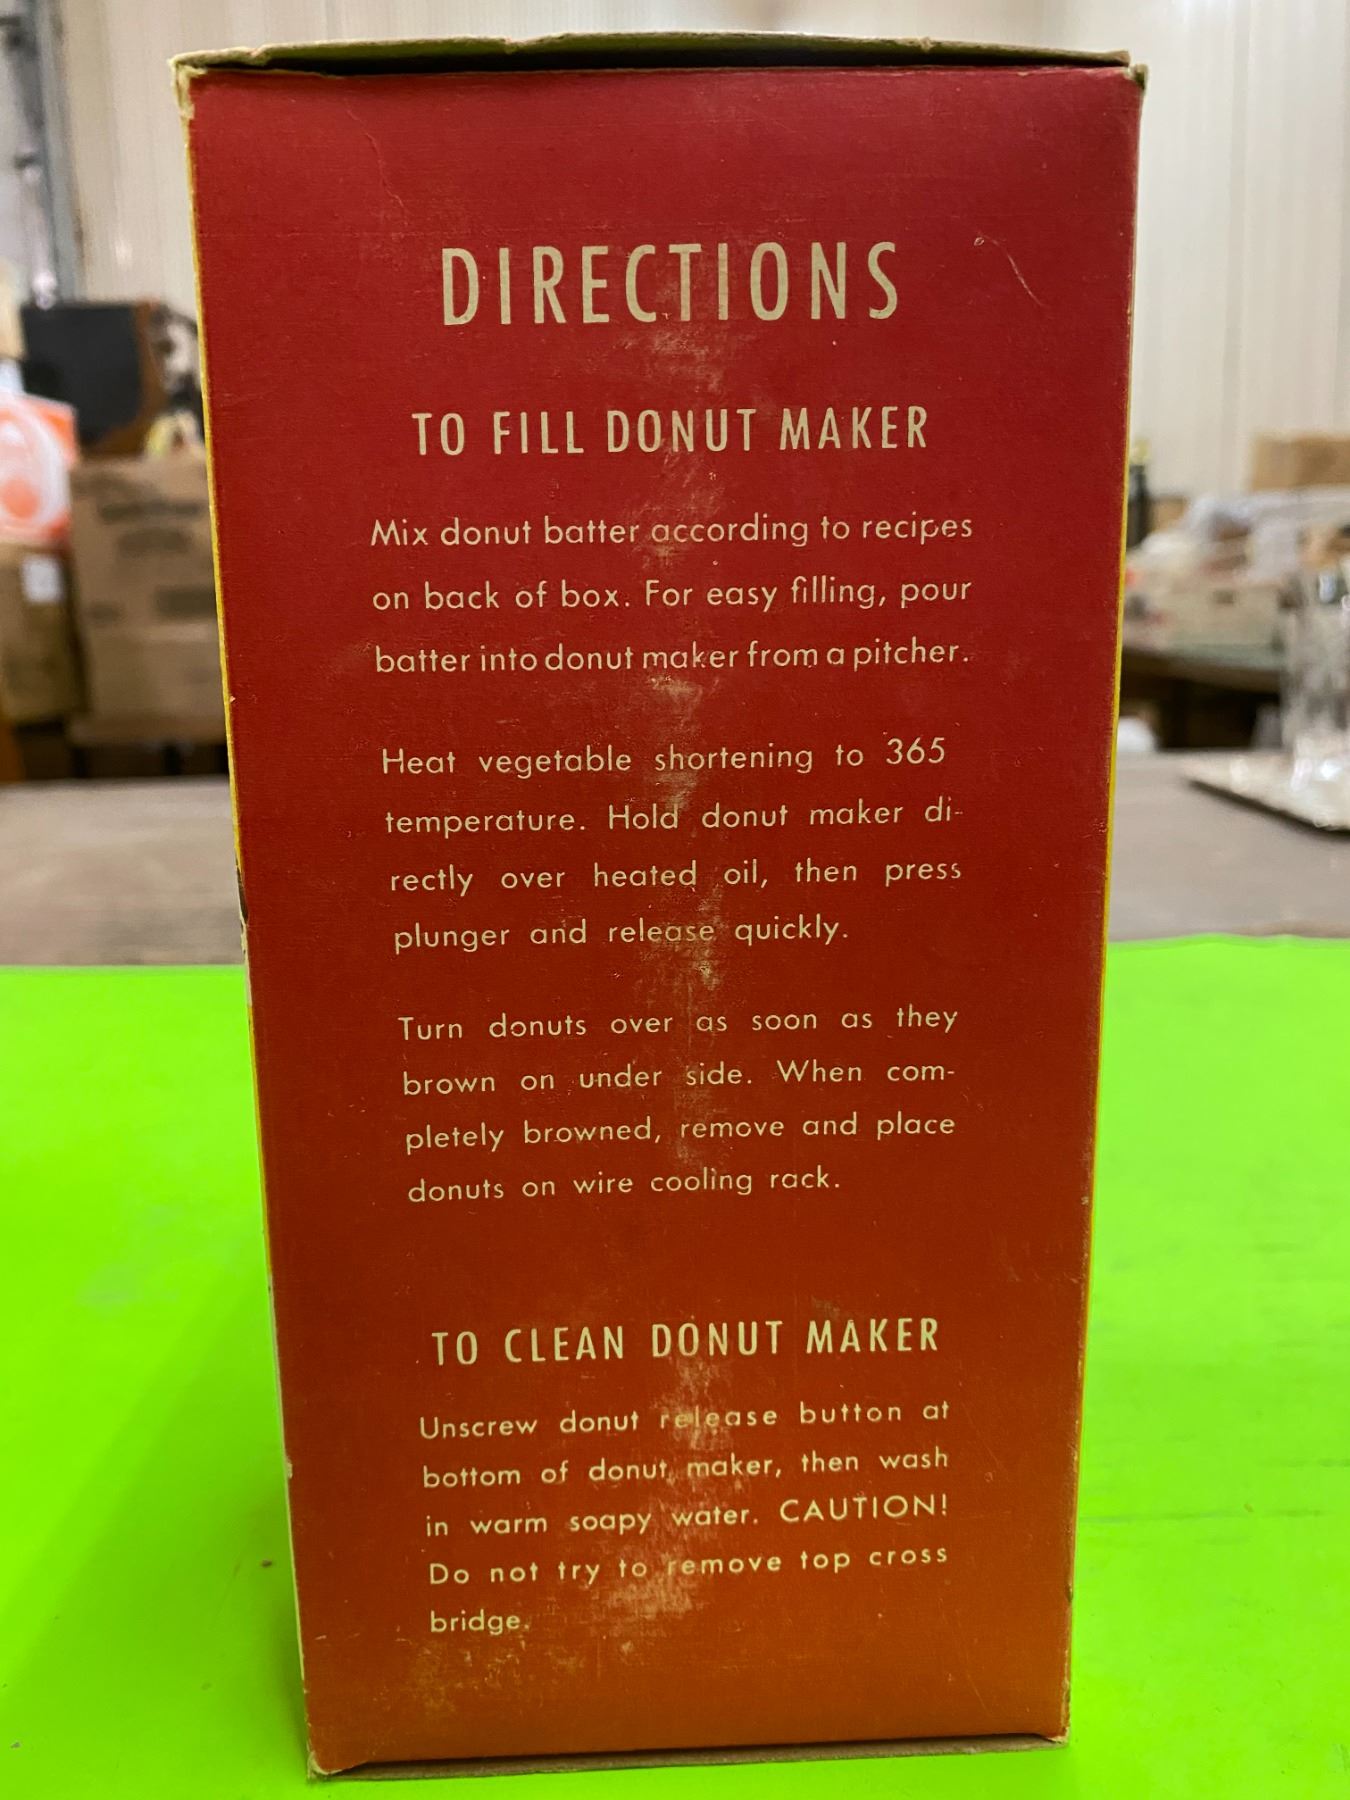 DIRECTIONS
TO FILL DONUT MAKER
Mix donut batter according to recipes
on back of box. For easy filling, pour
batter into donut maker from a pitcher.
Heat vegetable shortening to 365
temperature. Hold donut maker di-
rectly over heated oil, then press
plunger and release quickly.
Turn donuts over as soon as they
brown on under side. When com-
pletely browned, remove and place
donuts on wire cooling rack.
TO CLEAN DONUT MAKER
Unscrew donut release button at
bottom of donut maker, then wash
in warm soapy water. CAUTION!
Do not try to remove top cross
bridge.